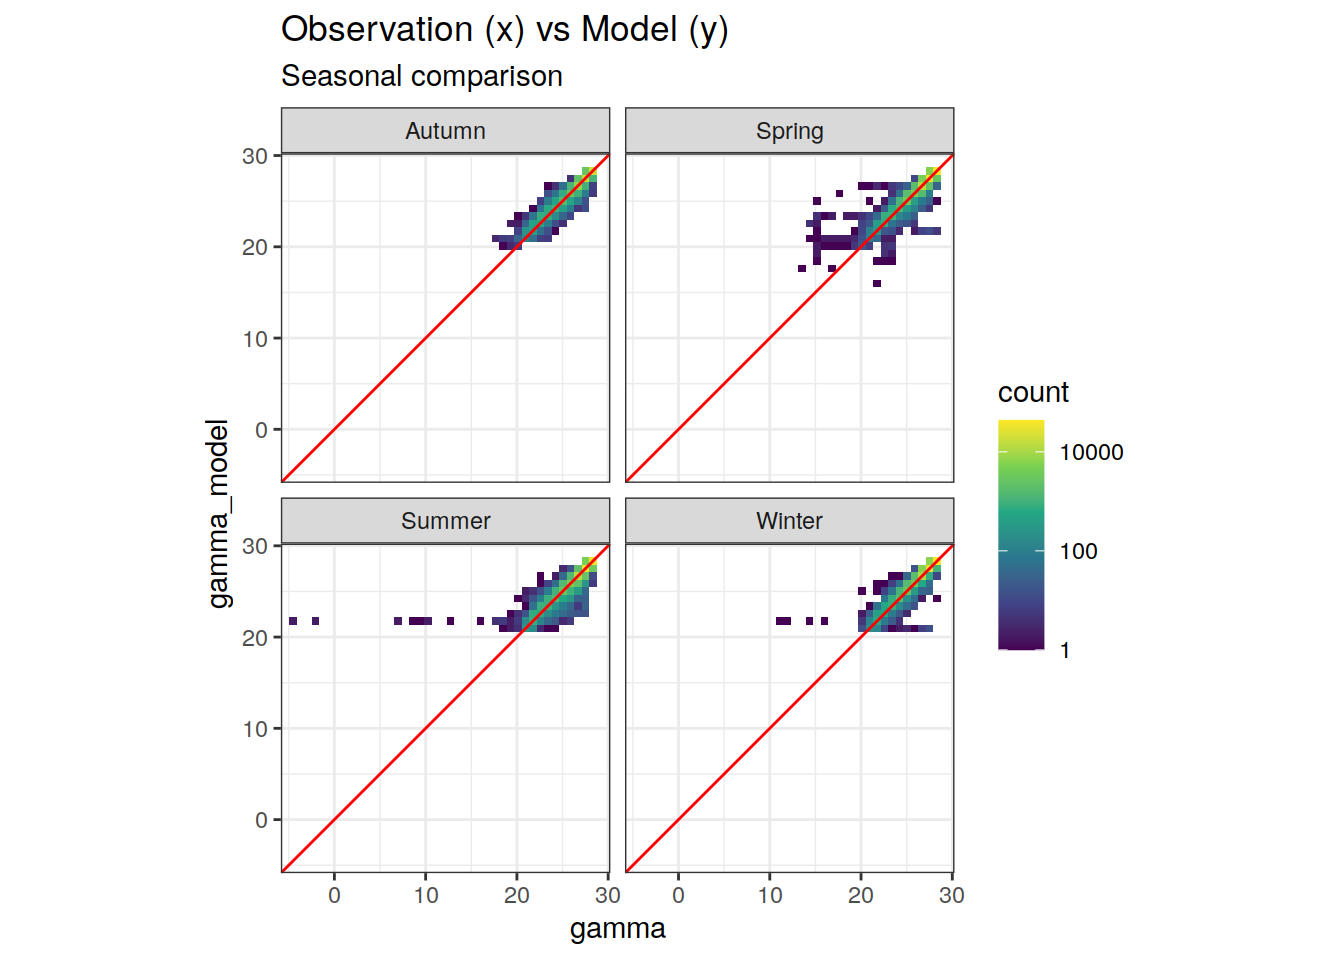 Observation (x) vs Model (y)
Seasonal comparison
Autumn
Spring
30
20
10
0
Summer
Winter
30
20
10
0
0 10 20 30
0 10 20 30
gamma
gamma_model
count
10000
100
1